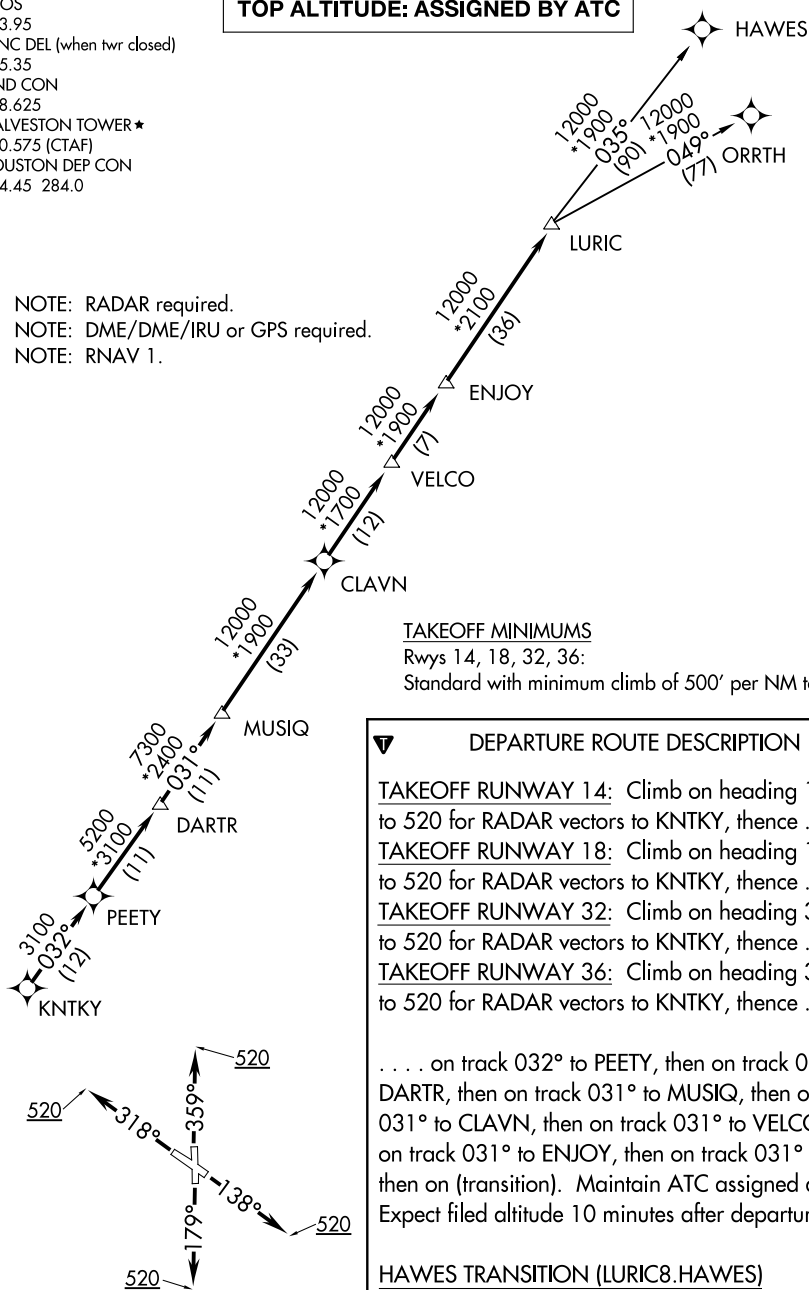 TOP ALTITUDE: ASSIGNED BY ATC
3.95
DEL (when twr closed)
5.35
CON
8.625
TOWER★
0.575 (CTAF)
DEP CON
4.45 284.0
HAWES
12000
*1900
035°
(90)
12000
*1900
049°
(77)
ORRTH
LURIC
NOTE: RADAR required.
NOTE: DME/DME/IRU or GPS required.
NOTE: RNAV 1.
12000
*2100
(36)
ENJOY
12000
*1900
(7)
VELCO
12000
*1700
(12)
CLAVN
12000
*1900
(33)
TAKEOFF MINIMUMS
Rwys 14, 18, 32, 36:
Standard with minimum climb of 500' per NM
MUSIQ
7300
*2400
031°
(11)
DARTR
5200
*3100
(11)
PEETY
3100
032°
(12)
KNTKY
T
DEPARTURE ROUTE DESCRIPTION
TAKEOFF RUNWAY 14: Climb on heading
to 520 for RADAR vectors to KNTKY, thence .
TAKEOFF RUNWAY 18: Climb on heading
to 520 for RADAR vectors to KNTKY, thence .
TAKEOFF RUNWAY 32: Climb on heading
to 520 for RADAR vectors to KNTKY, thence .
TAKEOFF RUNWAY 36: Climb on heading
to 520 for RADAR vectors to KNTKY, thence .
. . . . on track 032° to PEETY, then on track
DARTR, then on track 031° to MUSIQ, then
031° to CLAVN, then on track 031° to VELCO
on track 031° to ENJOY, then on track 031°
then on (transition). Maintain ATC assigned
Expect filed altitude 10 minutes after
HAWES TRANSITION (LURIC8.HAWES)
520
520
318°
359°
138°
179°
520
520